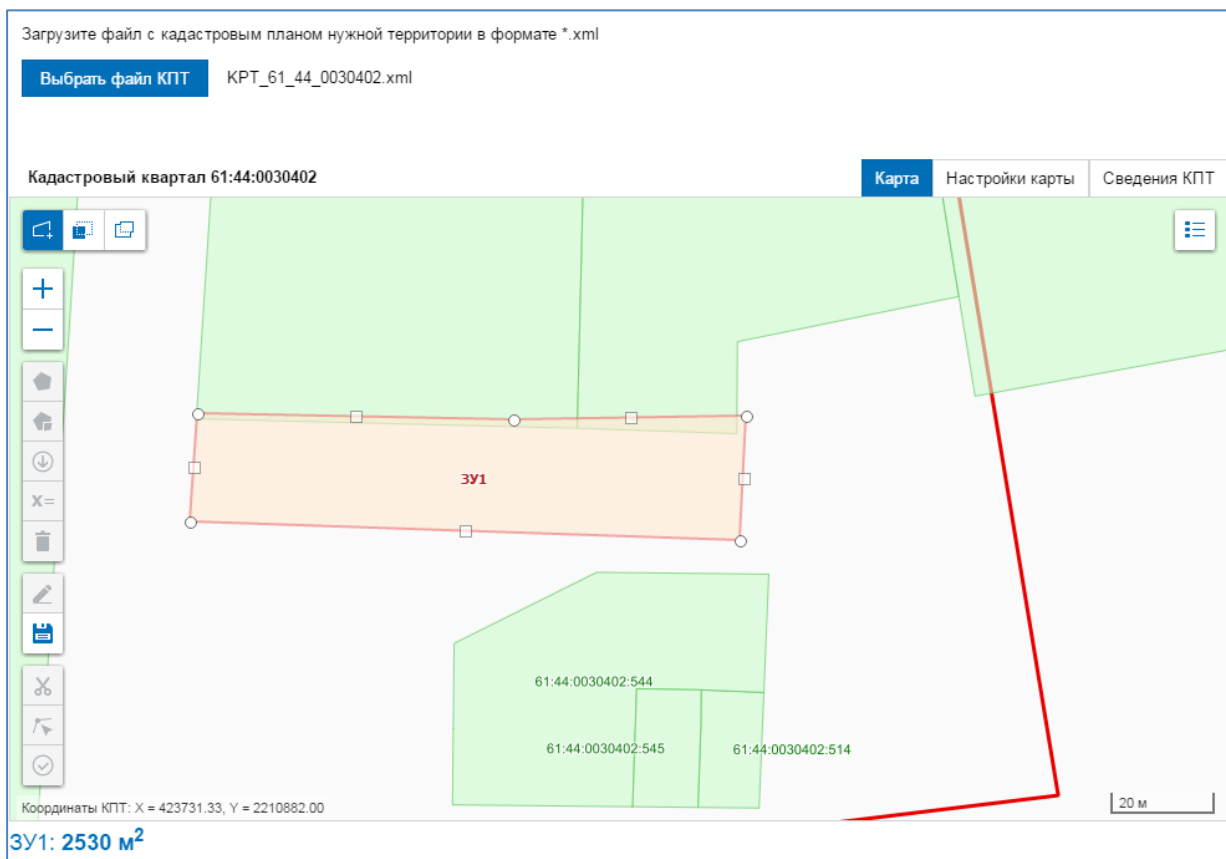 Загрузите файл с кадастровым планом нужной территории в формате *.xml
Выбрать файл КПТ KPT_61_44_0030402.xml
Кадастровый квартал 61:44:0030402 Карта Настройки карты Сведения КПТ
X=
ЗУ1
61:44:0030402:544
61:44:0030402:545 61:44:0030402:514
Координаты КПТ: X = 423731.33, Y = 2210882.00 20 м
ЗУ1: 2530 м²